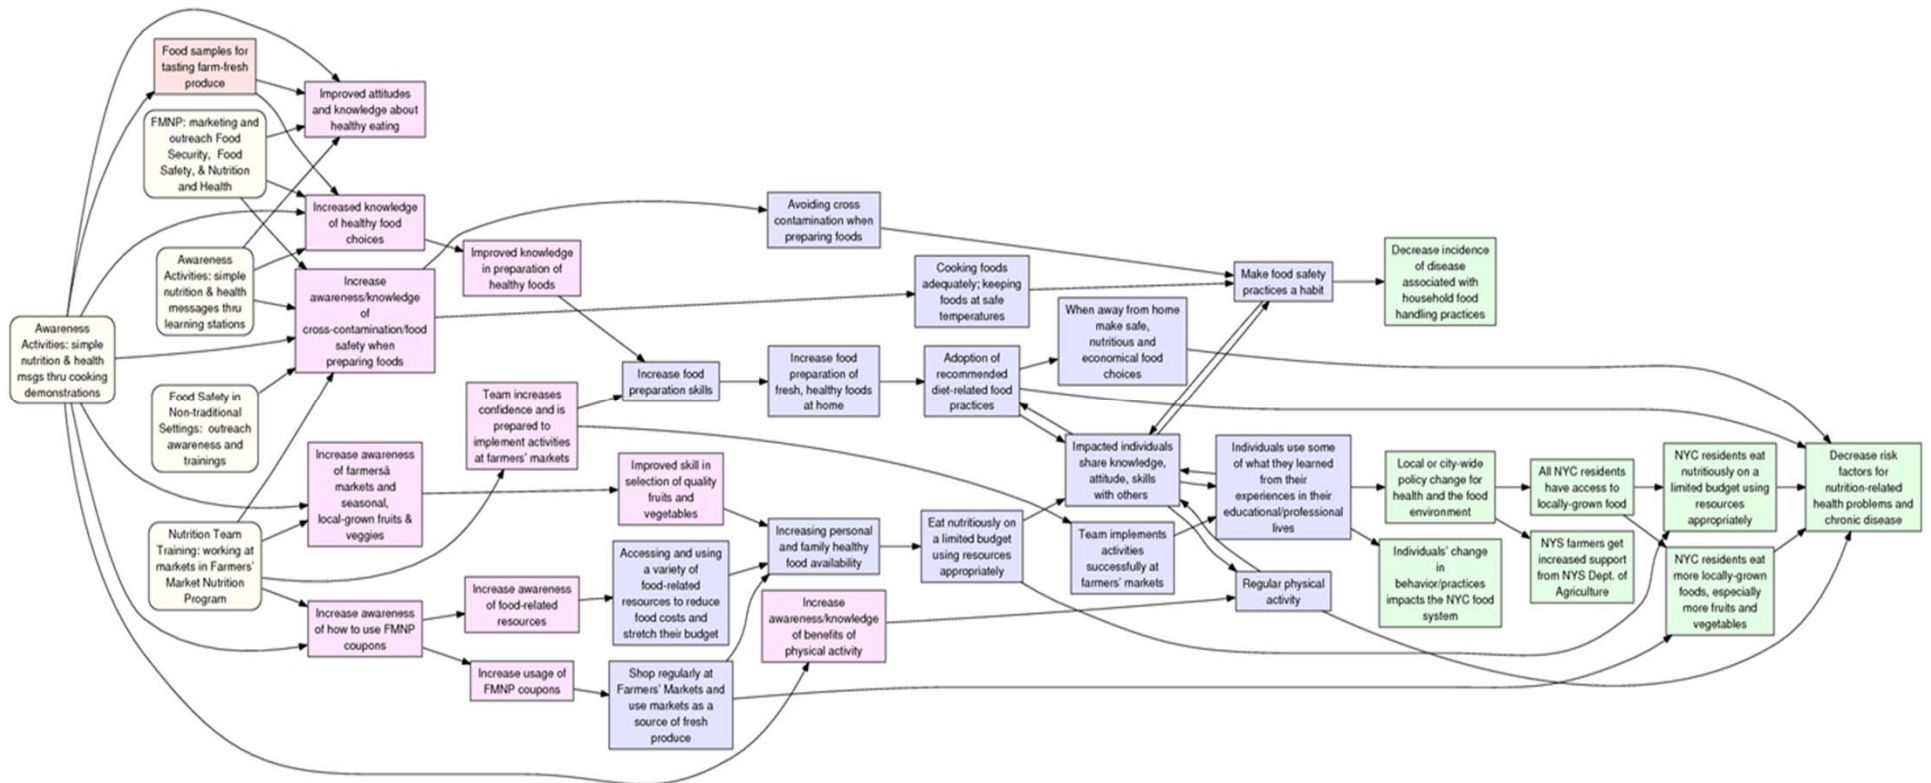 Food samples for
tasting farm-fresh
produce
Improved attitudes
and knowledge about
healthy eating
FMNP: marketing and
outreach Food
Security, Food
Safety, & Nutrition
and Health
Increased knowledge
of healthy food
choices
Awareness
Activities: simple
nutrition & health
messages thru
learning stations
Increase
awareness/knowledge
of
cross-contamination/food
safety when
preparing foods
Improved knowledge
in preparation of
healthy foods
Avoiding cross
contamination when
preparing foods
Cooking foods
adequately; keeping
foods at safe
temperatures
Make food safety
practices a habit
Decrease incidence
of disease
associated with
household food
handling practices
When away from home
make safe,
nutritious and
economical food
choices
Awareness
Activities: simple
nutrition & health
msgs thru cooking
demonstrations
Food Safety in
Non-traditional
Settings: outreach
awareness and
trainings
Team increases
confidence and is
prepared to
implement activities
at farmers' markets
Increase food
preparation skills
Increase food
preparation of
fresh, healthy foods
at home
Adoption of
recommended
diet-related food
practices
Increase awareness
of farmersâ
markets and
seasonal,
local-grown fruits &
veggies
Improved skill in
selection of quality
fruits and
vegetables
Impacted individuals
share knowledge,
attitude, skills
with others
Individuals use some
of what they learned
from their
experiences in their
educational/professional
lives
Local or city-wide
policy change for
health and the food
environment
All NYC residents
have access to
locally-grown food
NYC residents eat
nutritiously on a
limited budget using
resources
appropriately
Decrease risk
factors for
nutrition-related
health problems and
chronic disease
Nutrition Team
Training: working at
markets in Farmers'
Market Nutrition
Program
Accessing and using
a variety of
food-related
resources to reduce
food costs and
stretch their budget
Increasing personal
and family healthy
food availability
Eat nutritiously on
a limited budget
using resources
appropriately
Team implements
activities
successfully at
farmers' markets
Individuals' change
in
behavior/practices
impacts the NYC food
system
NYS farmers get
increased support
from NYS Dept. of
Agriculture
NYC residents eat
more locally-grown
foods, especially
more fruits and
vegetables
Increase awareness
of how to use FMNP
coupons
Increase awareness
of food-related
resources
Increase
awareness/knowledge
of benefits of
physical activity
Regular physical
activity
Increase usage of
FMNP coupons
Shop regularly at
Farmers' Markets and
use markets as a
source of fresh
produce